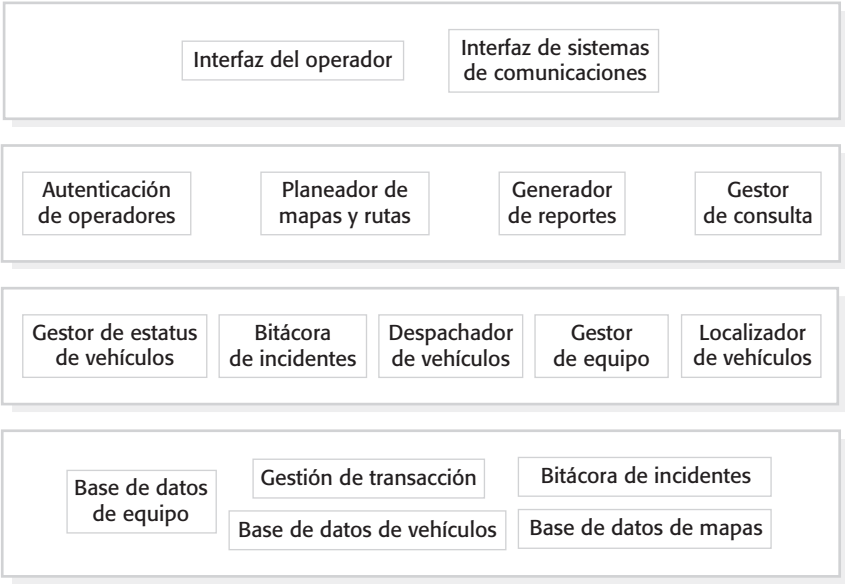 Interfaz del operador
Interfaz de sistemas
de comunicaciones
Autenticación
de operadores
Planeador de
mapas y rutas
Generador
de reportes
Gestor
de consulta
Gestor de estatus
de vehículos
Bitácora
de incidentes
Despachador
de vehículos
Gestor
de equipo
Localizador
de vehículos
Base de datos
de equipo
Gestión de transacción
Bitácora de incidentes
Base de datos de vehículos
Base de datos de mapas